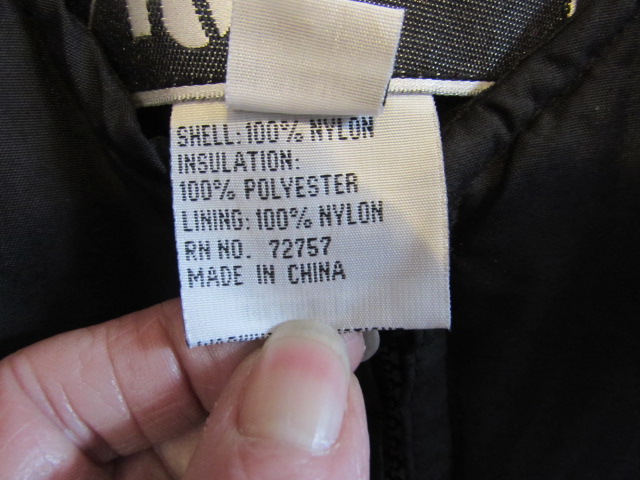 SHELL: 100% NYLON
INSULATION:
100% POLYESTER
LINING: 100% NYLON
RN NO. 72757
MADE IN CHINA